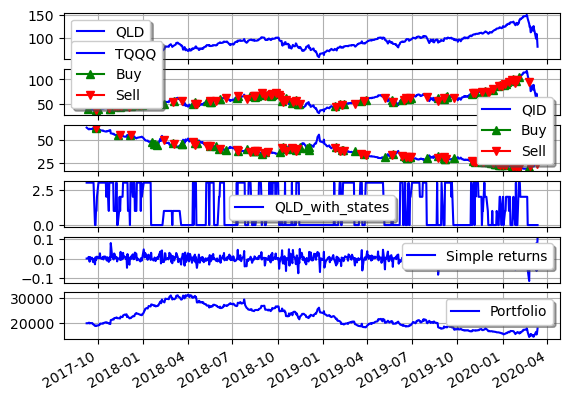 150
100
QLD
TQQQ
Buy
Sell
100
50
QID
Buy
Sell
50
25
2.5
0.0
QLD_with_states
0.1
0.0
−0.1
Simple returns
30000
20000
Portfolio
2017-10 2018-01 2018-04 2018-07 2018-10 2019-01 2019-04 2019-07 2019-10 2020-01 2020-04